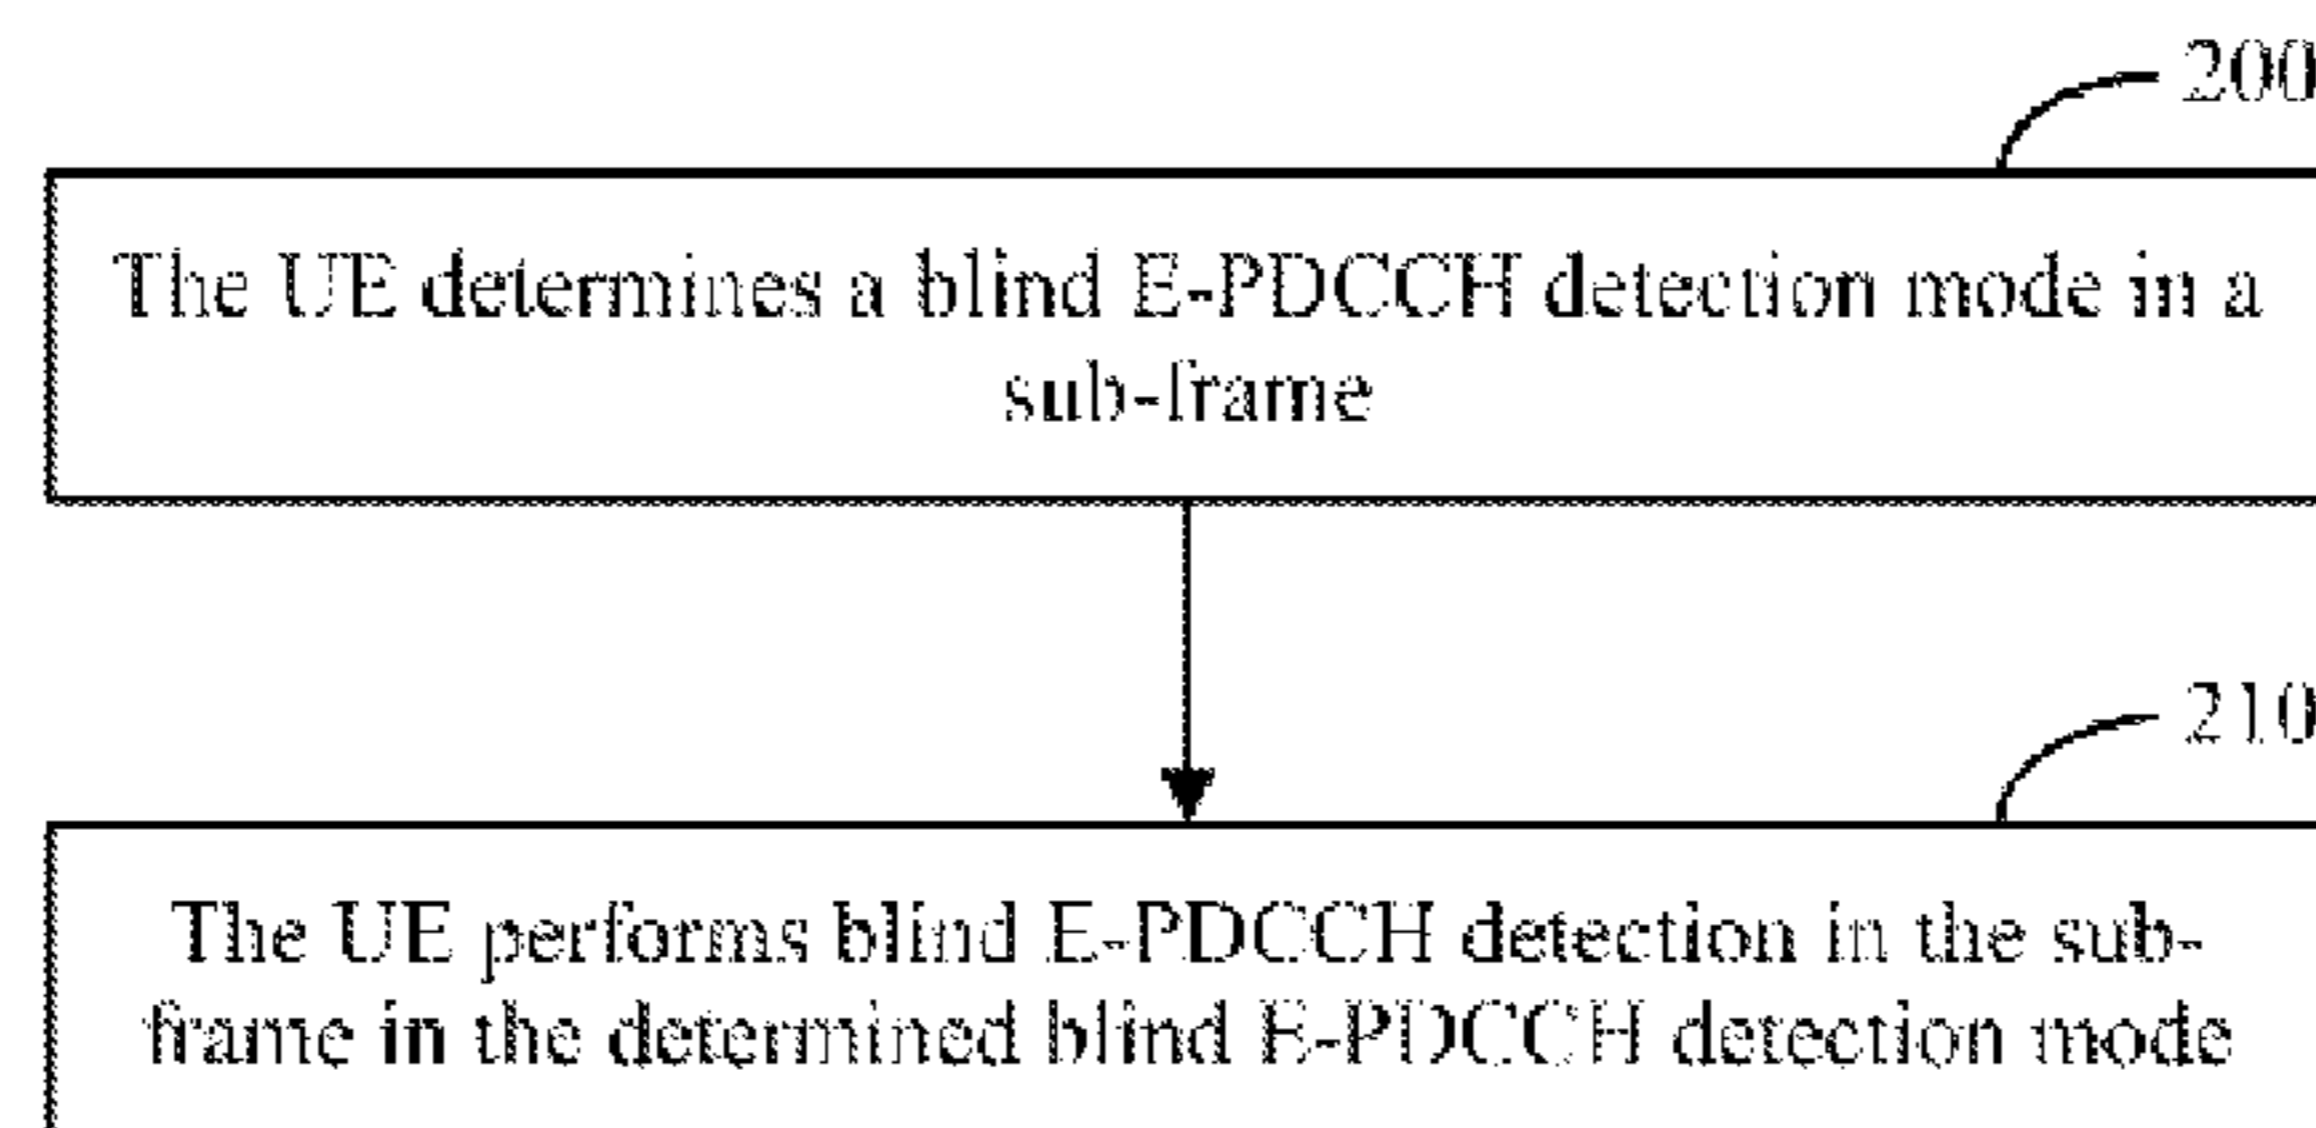 200
The UE determines a blind E-PDCCH detection mode in a
sub-frame
210
The UE performs blind E-PDCCH detection in the sub-
frame in the determined blind E-PDCCH detection mode